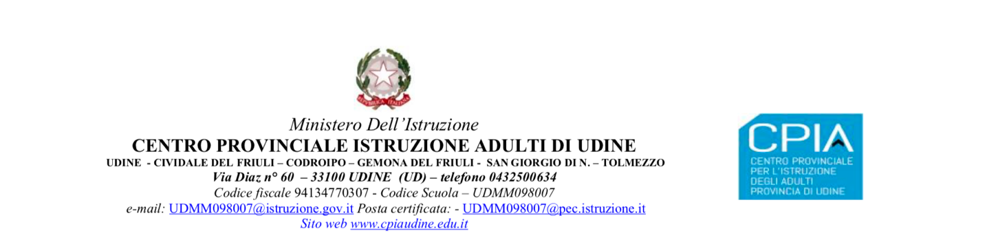 REPVBBLICA ITALIANA
Ministero Dell'Istruzione
CENTRO PROVINCIALE ISTRUZIONE ADULTI DI UDINE
UDINE - CIVIDALE DEL FRIULI – CODROIPO – GEMONA DEL FRIULI - SAN GIORGIO DI N. – TOLMEZZO
Via Diaz n° 60 – 33100 UDINE (UD) – telefono 0432500634
Codice fiscale 94134770307 - Codice Scuola – UDMM098007
e-mail: UDMM098007@istruzione.gov.it Posta certificata: - UDMM098007@pec.istruzione.it
Sito web www.cpiaudine.edu.it
CPIA
CENTRO PROVINCIALE
PER L'ISTRUZIONE
DEGLI ADULTI
PROVINCIA DI UDINE